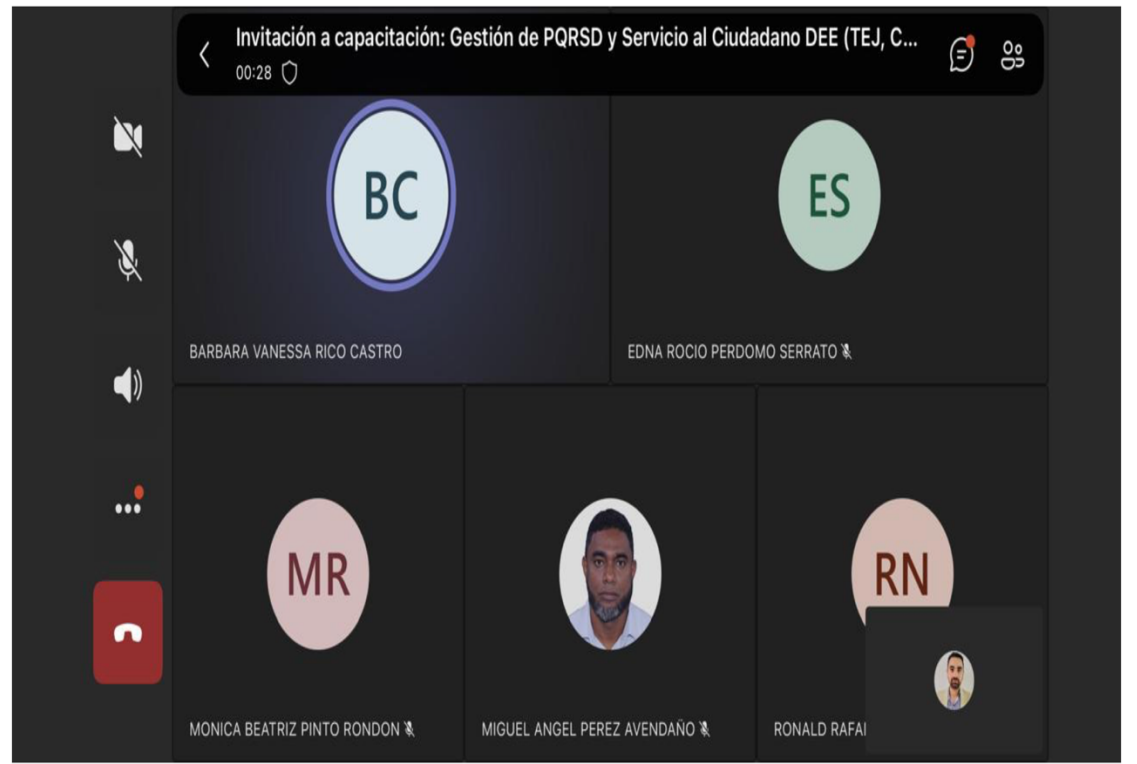 Invitación a capacitación: Gestión de PQRSD y Servicio al Ciudadano DEE (TEJ, C...
00:28
BC
ES
BARBARA VANESSA RICO CASTRO
EDNA ROCIO PERDOMO SERRATO
MR
RN
MONICA BEATRIZ PINTO RONDON
MIGUEL ANGEL PEREZ AVENDAÑO
RONALD